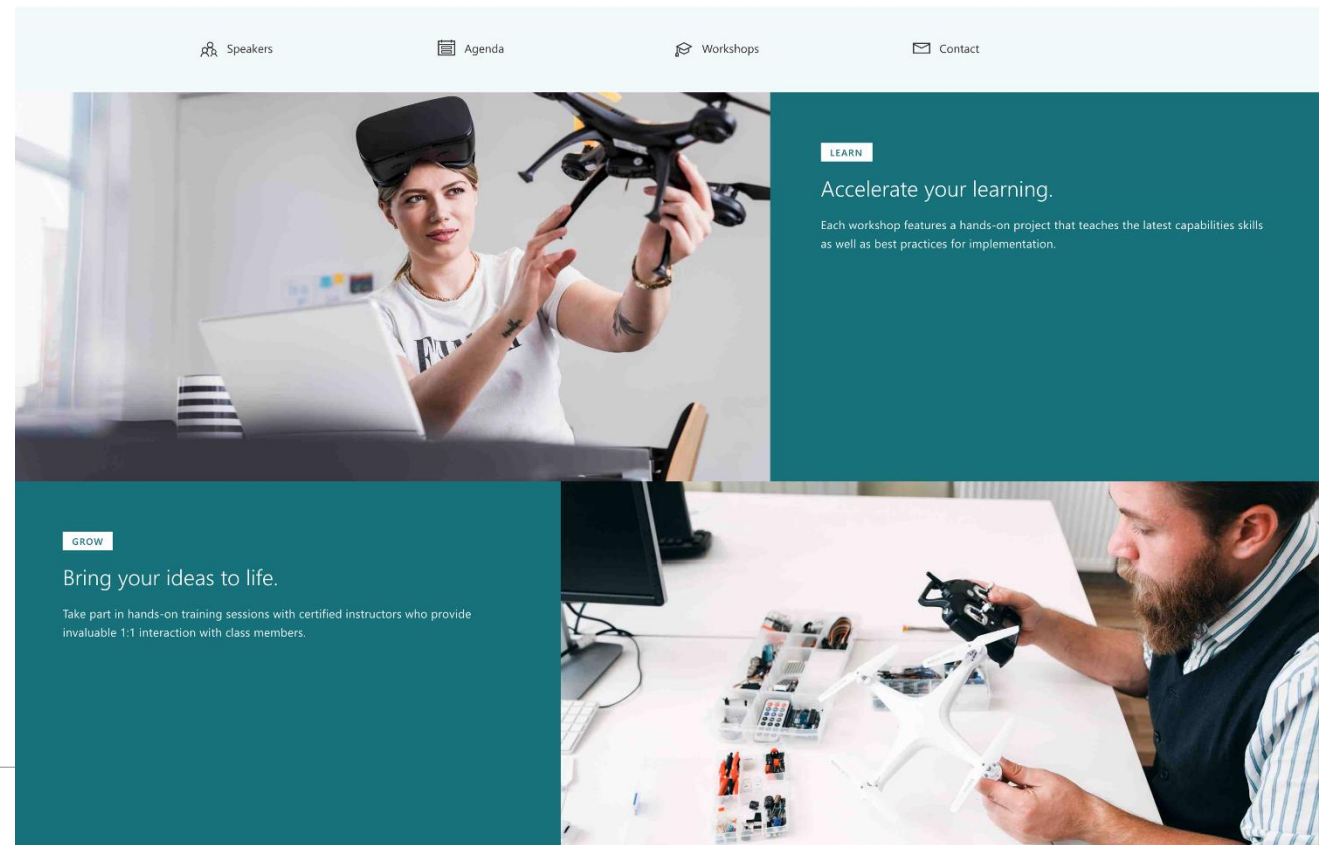 Speakers
Agenda
Workshops
Contact
LEARN
Accelerate your learning.
Each workshop features a hands-on project that teaches the latest capabilities skills
as well as best practices for implementation.
GROW
Bring your ideas to life.
Take part in hands-on training sessions with certified instructors who provide
invaluable 1:1 interaction with class members.